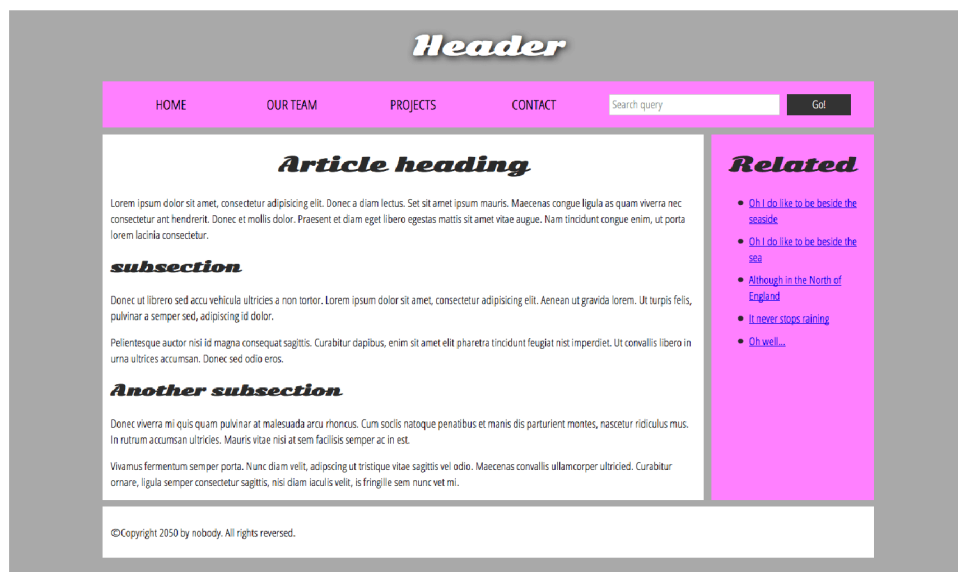 Header
HOME OUR TEAM PROJECTS CONTACT Search query Go!
Article heading
Lorem ipsum dolor sit amet, consectetur adipisicing elit. Donec a diam lectus. Set sit amet ipsum mauris. Maecenas congue ligula as quam viverra nec
consectetur ant hendrerit. Donec et mollis dolor. Praesent et diam eget libero egestas mattis sit amet vitae augue. Nam tincidunt congue enim, ut porta
lorem lacinia consectetur.
subsection
Donec ut librero sed accu vehicula ultricies a non tortor. Lorem ipsum dolor sit amet, consectetur adipisicing elit. Aenean ut gravida lorem. Ut turpis felis,
pulvinar a semper sed, adipiscing id dolor.
Pelientesque auctor nisi id magna consequat sagittis. Curabitur dapibus, enim sit amet elit pharetra tincidunt feugiat nist imperdiet. Ut convallis libero in
urna ultrices accumsan. Donec sed odio eros.
Another subsection
Donec viverra mi quis quam pulvinar at malesuada arcu rhoncus. Cum soclis natoque penatibus et manis dis parturient montes, nascetur ridiculus mus.
In rutrum accumsan ultricies. Mauris vitae nisi at sem facilisis semper ac in est.
Vivamus fermentum semper porta. Nunc diam velit, adipscing ut tristique vitae sagittis vel odio. Maecenas convallis ullamcorper ultricied. Curabitur
ornare, ligula semper consectetur sagittis, nisi diam iaculis velit, is fringille sem nunc vet mi.
Related
Oh I do like to be beside the
seaside
Oh I do like to be beside the
sea
Although in the North of
England
It never stops raining
Oh well...
©Copyright 2050 by nobody. All rights reversed.